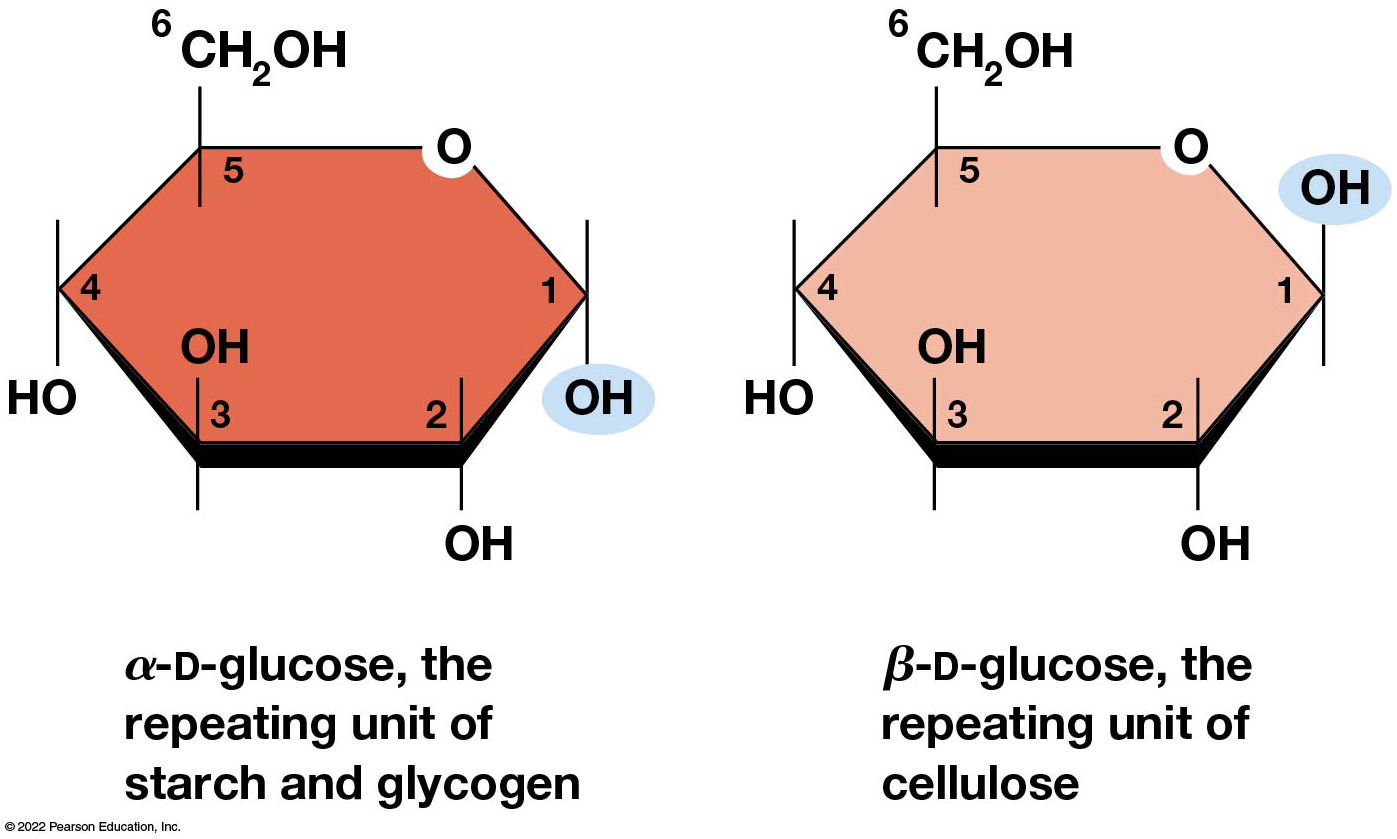 6
CH2OH
O
5
4
1
OH
HO
3
2
OH
OH
6
CH2OH
O
5
OH
4
1
OH
HO
3
2
OH
α-D-glucose, the
repeating unit of
starch and glycogen
β-D-glucose, the
repeating unit of
cellulose
© 2022 Pearson Education, Inc.